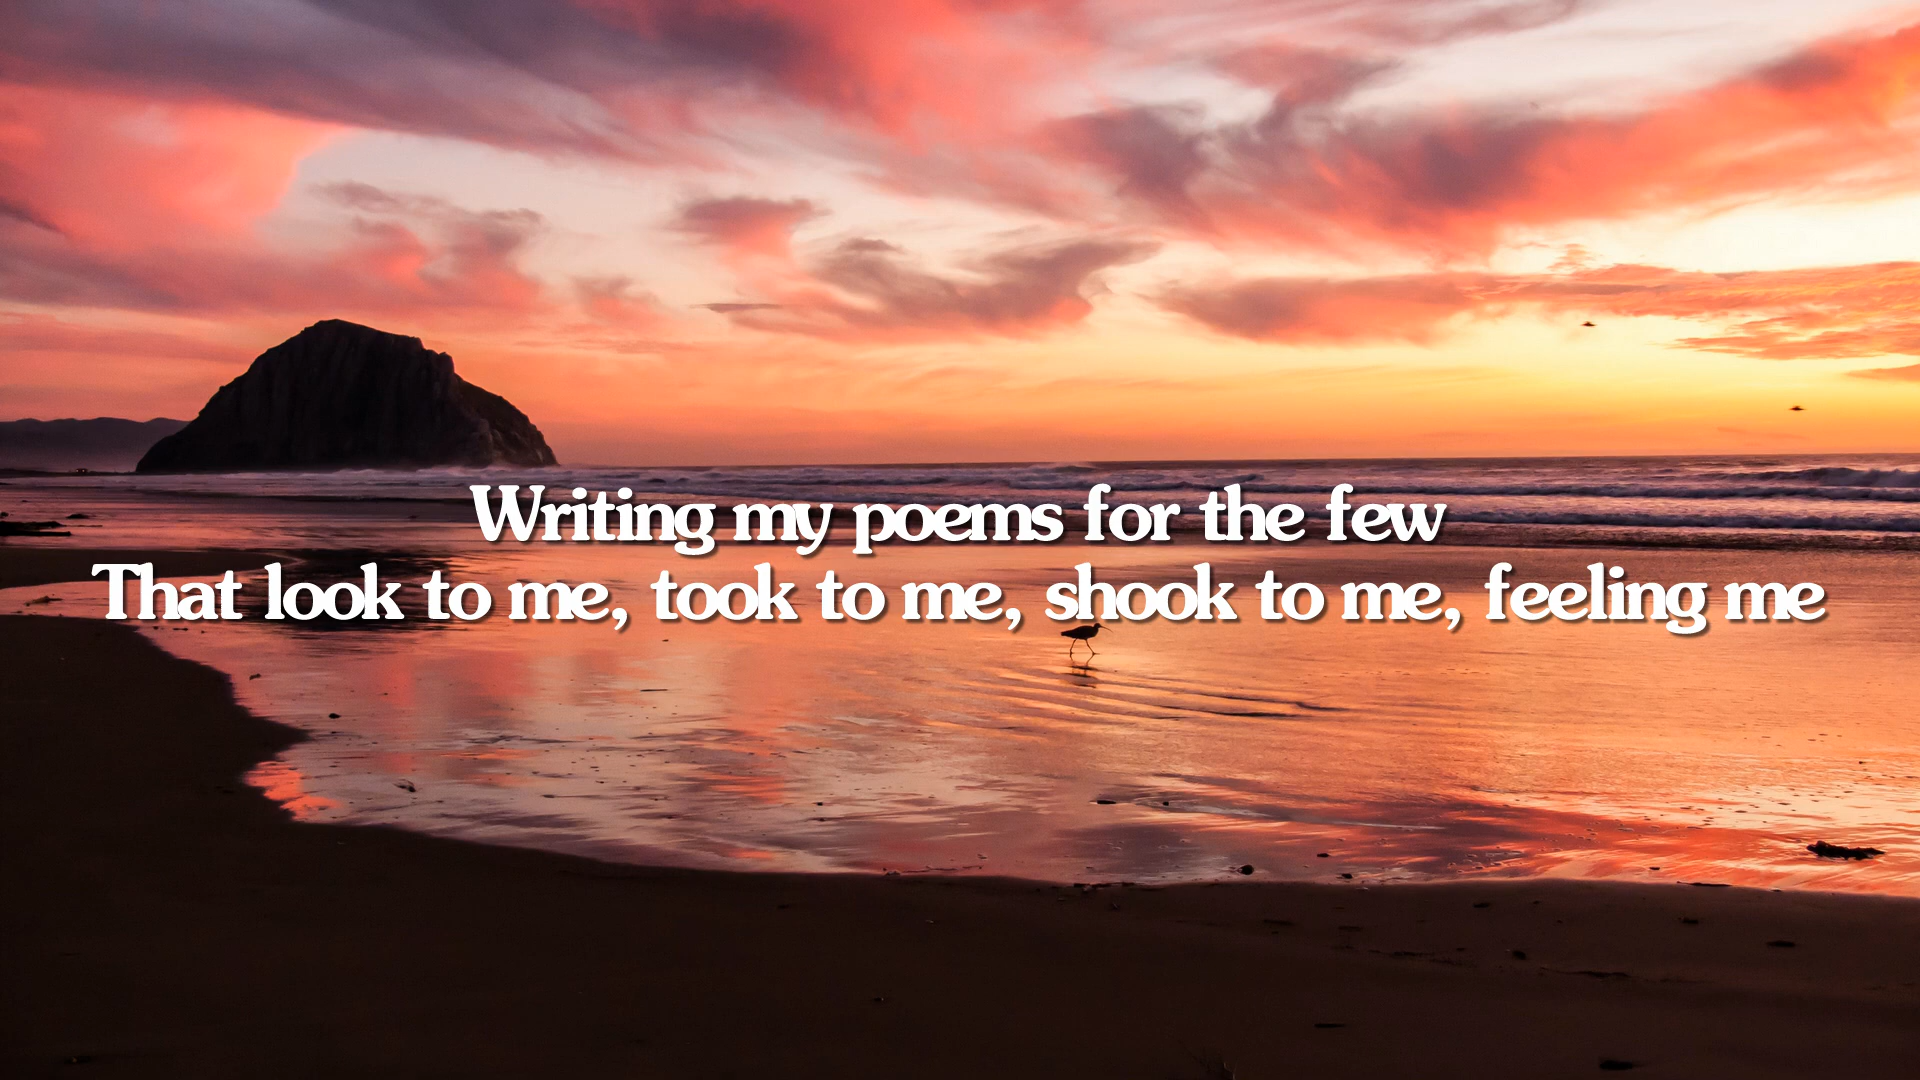 Writing my poems for the few
That look to me, took to me, shook to me, feeling me